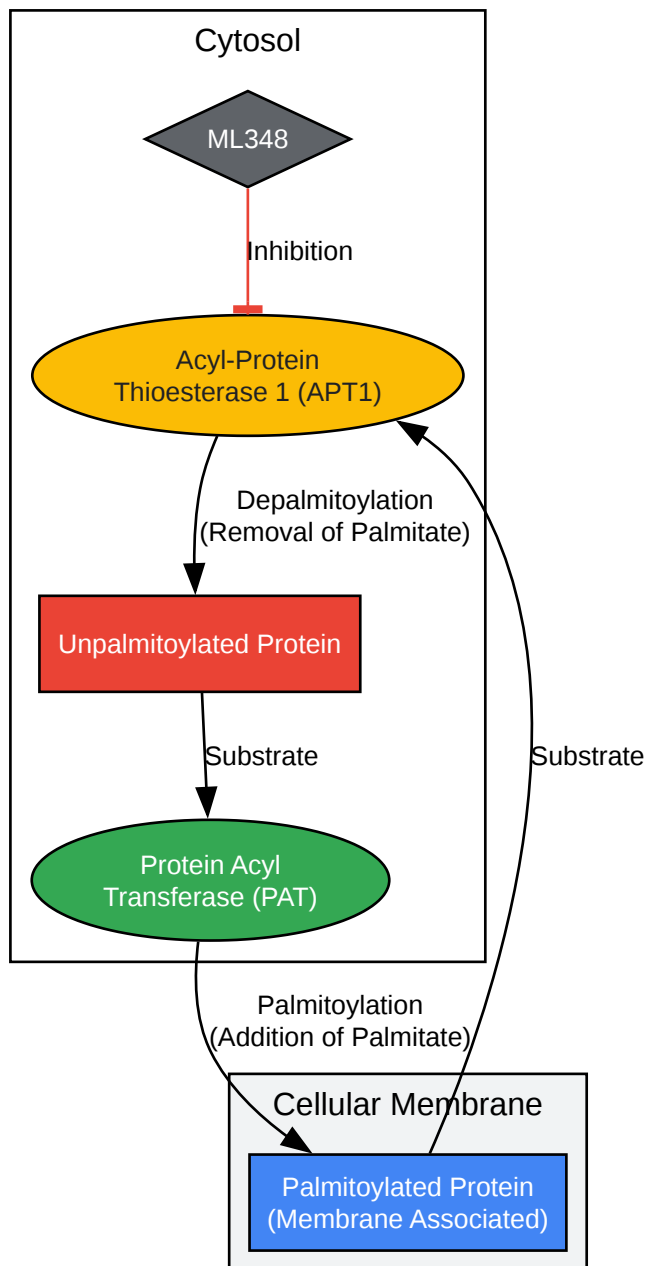 Cytosol
ML348
Inhibition
Acyl-Protein
Thioesterase 1 (APT1)
Depalmitoylation
(Removal of Palmitate)
Unpalmitoylated Protein
Substrate
Substrate
Protein Acyl
Transferase (PAT)
Palmitoylation
(Addition of Palmitate)
Cellular Membrane
Palmitoylated Protein
(Membrane Associated)